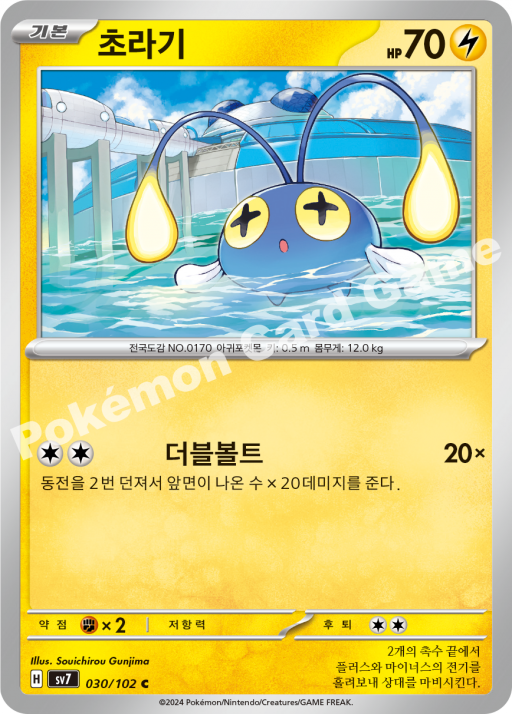 기본 초라기 HP 70
전국도감 NO.0170 아귀포켓몬 키: 0.5 m 몸무게: 12.0 kg
Pokémon Card Game
더블볼트 20×
동전을 2번 던져서 앞면이 나온 수 × 20데미지를 준다.
약점 ×2 저항력 후퇴
Illus. Souichirou Gunjima
H sv7 030/102 C
2개의 촉수 끝에서
플러스와 마이너스의 전기를
흘려보내 상대를 마비시킨다.
©2024 Pokémon/Nintendo/Creatures/GAME FREAK.